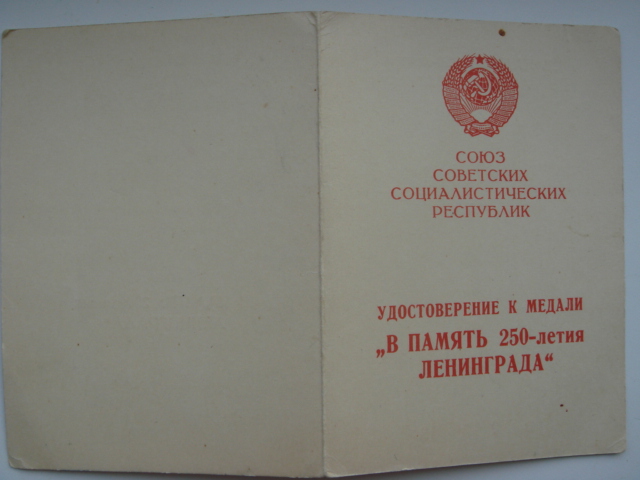 СОЮЗ
СОВЕТСКИХ
СОЦИАЛИСТИЧЕСКИХ
РЕСПУБЛИК
УДОСТОВЕРЕНИЕ К МЕДАЛИ
„В ПАМЯТЬ 250-летия
ЛЕНИНГРАДА“